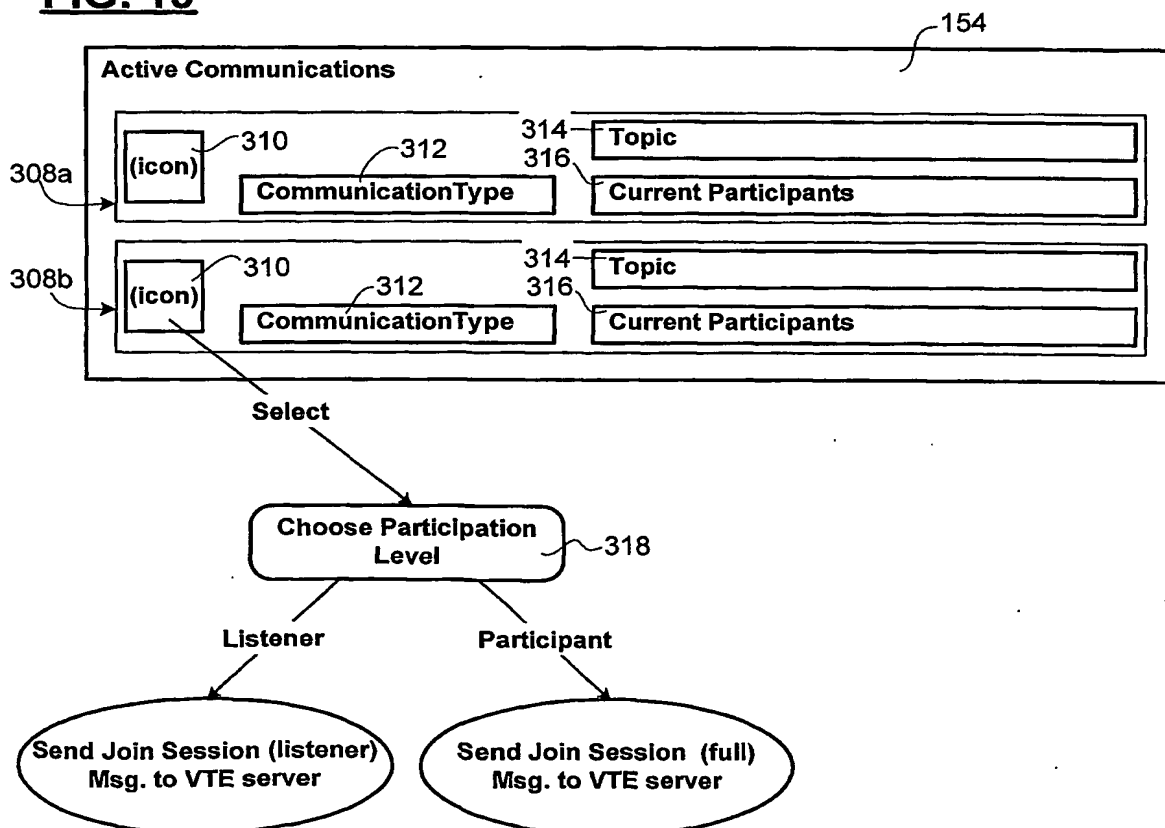 154
Active Communications
(icon)
310
312
314
Topic
316
308a
CommunicationType
Current Participants
(icon)
310
312
314
Topic
316
308b
CommunicationType
Current Participants
Select
Choose Participation
Level
318
Listener
Participant
Send Join Session (listener)
Msg. to VTE server
Send Join Session (full)
Msg. to VTE server